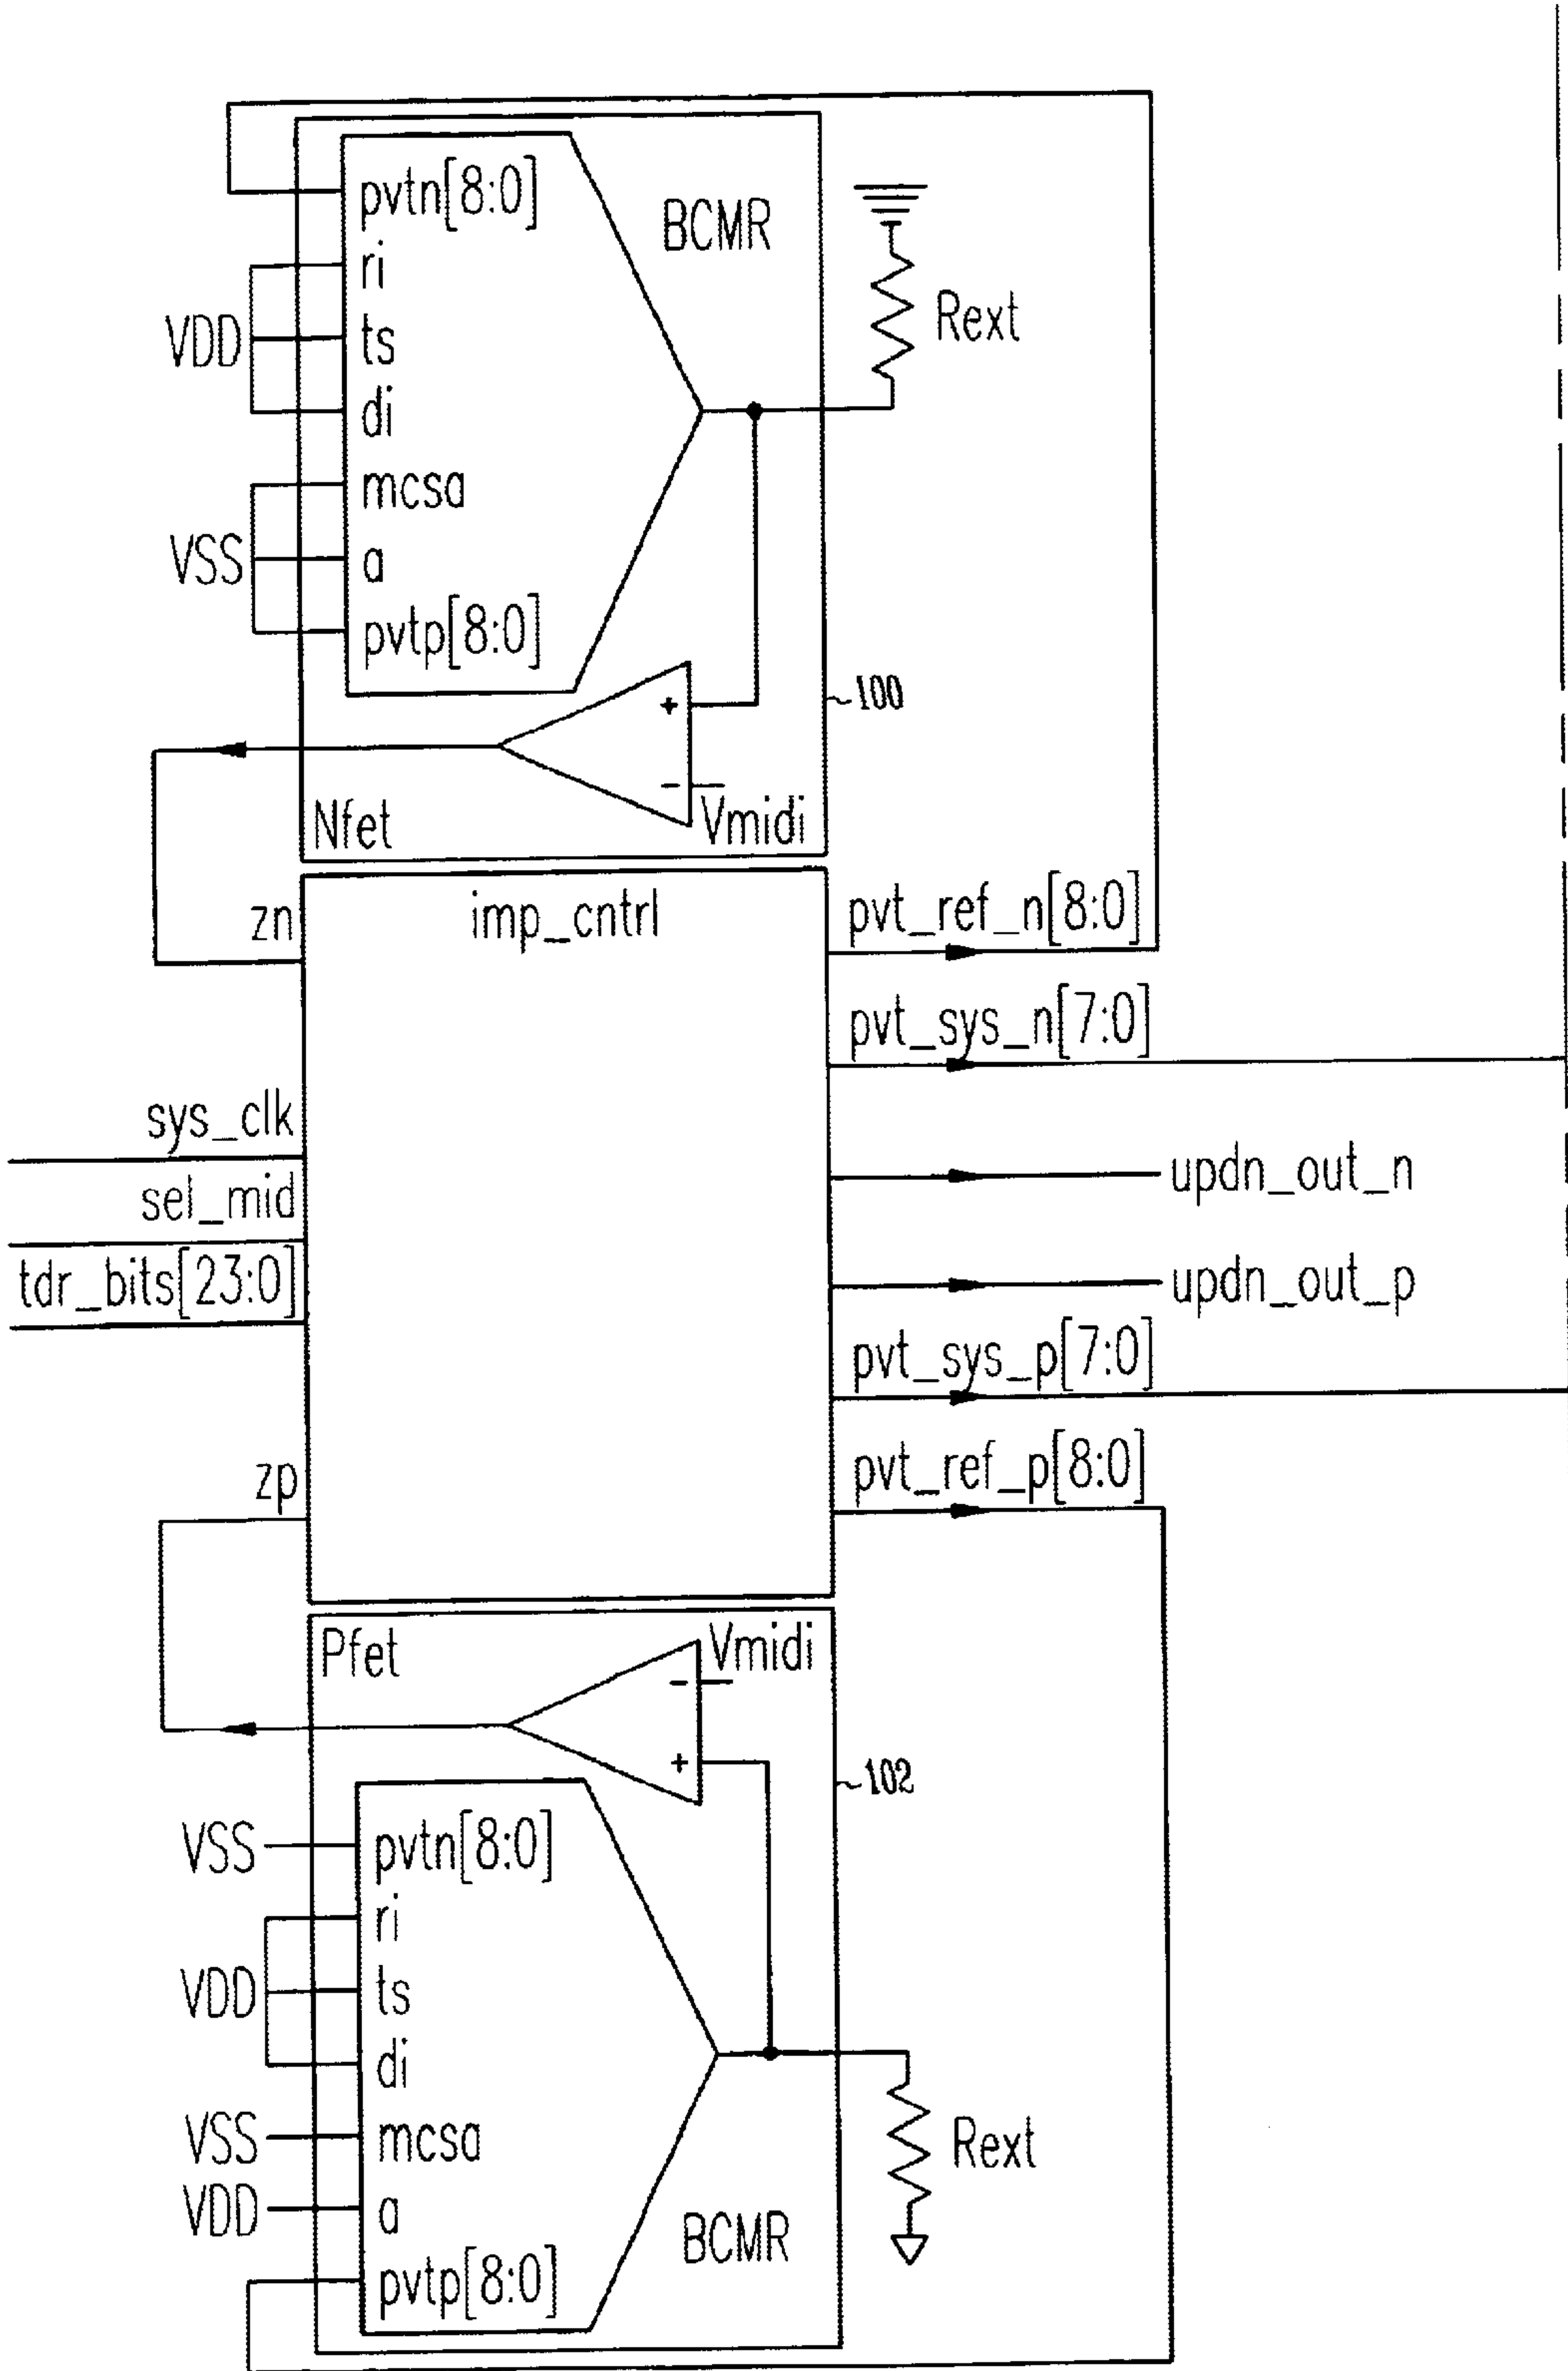 pvtn[8:0]
BCMR
ri
VDD
ts
Rext
di
mcsa
VSS
a
pvtp[8:0]
+
100
-
Vmidi
Nfet
zn
imp_cntrl
pvt_ref_n[8:0]
pvt_sys_n[7:0]
sys_clk
updn_out_n
sel_mid
tdr_bits[23:0]
updn_out_p
pvt_sys_p[7:0]
zp
pvt_ref_p[8:0]
Pfet
Vmidi
-
+
102
VSS
pvtn[8:0]
ri
VDD
ts
di
VSS
mcsa
Rext
VDD
a
BCMR
pvtp[8:0]